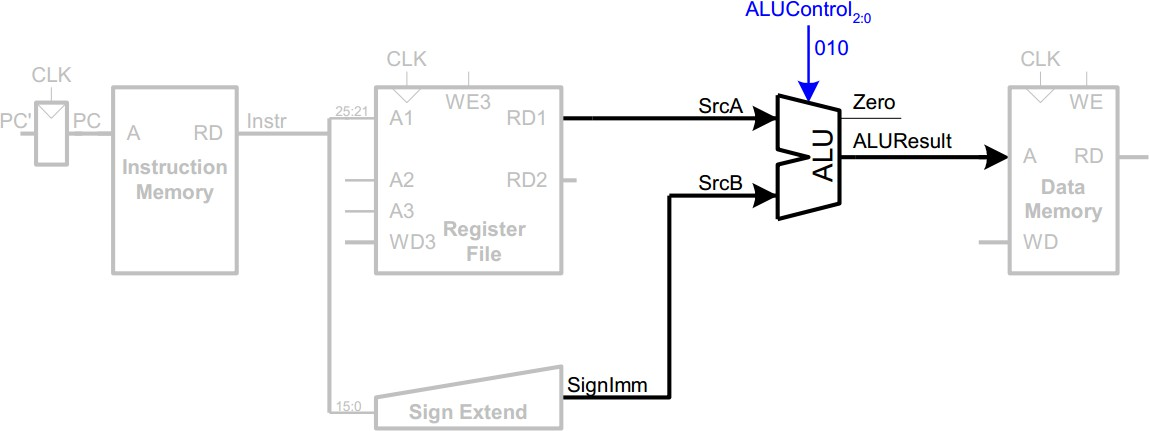 ALUControl2:0
010
CLK
PC'
PC
A
RD
Instruction
Memory
Instr
25:21
CLK
WE3
A1
RD1
A2
RD2
A3
WD3
Register
File
15:0
Sign Extend
SignImm
SrcA
SrcB
ALU
Zero
ALUResult
CLK
WE
A
RD
Data
Memory
WD